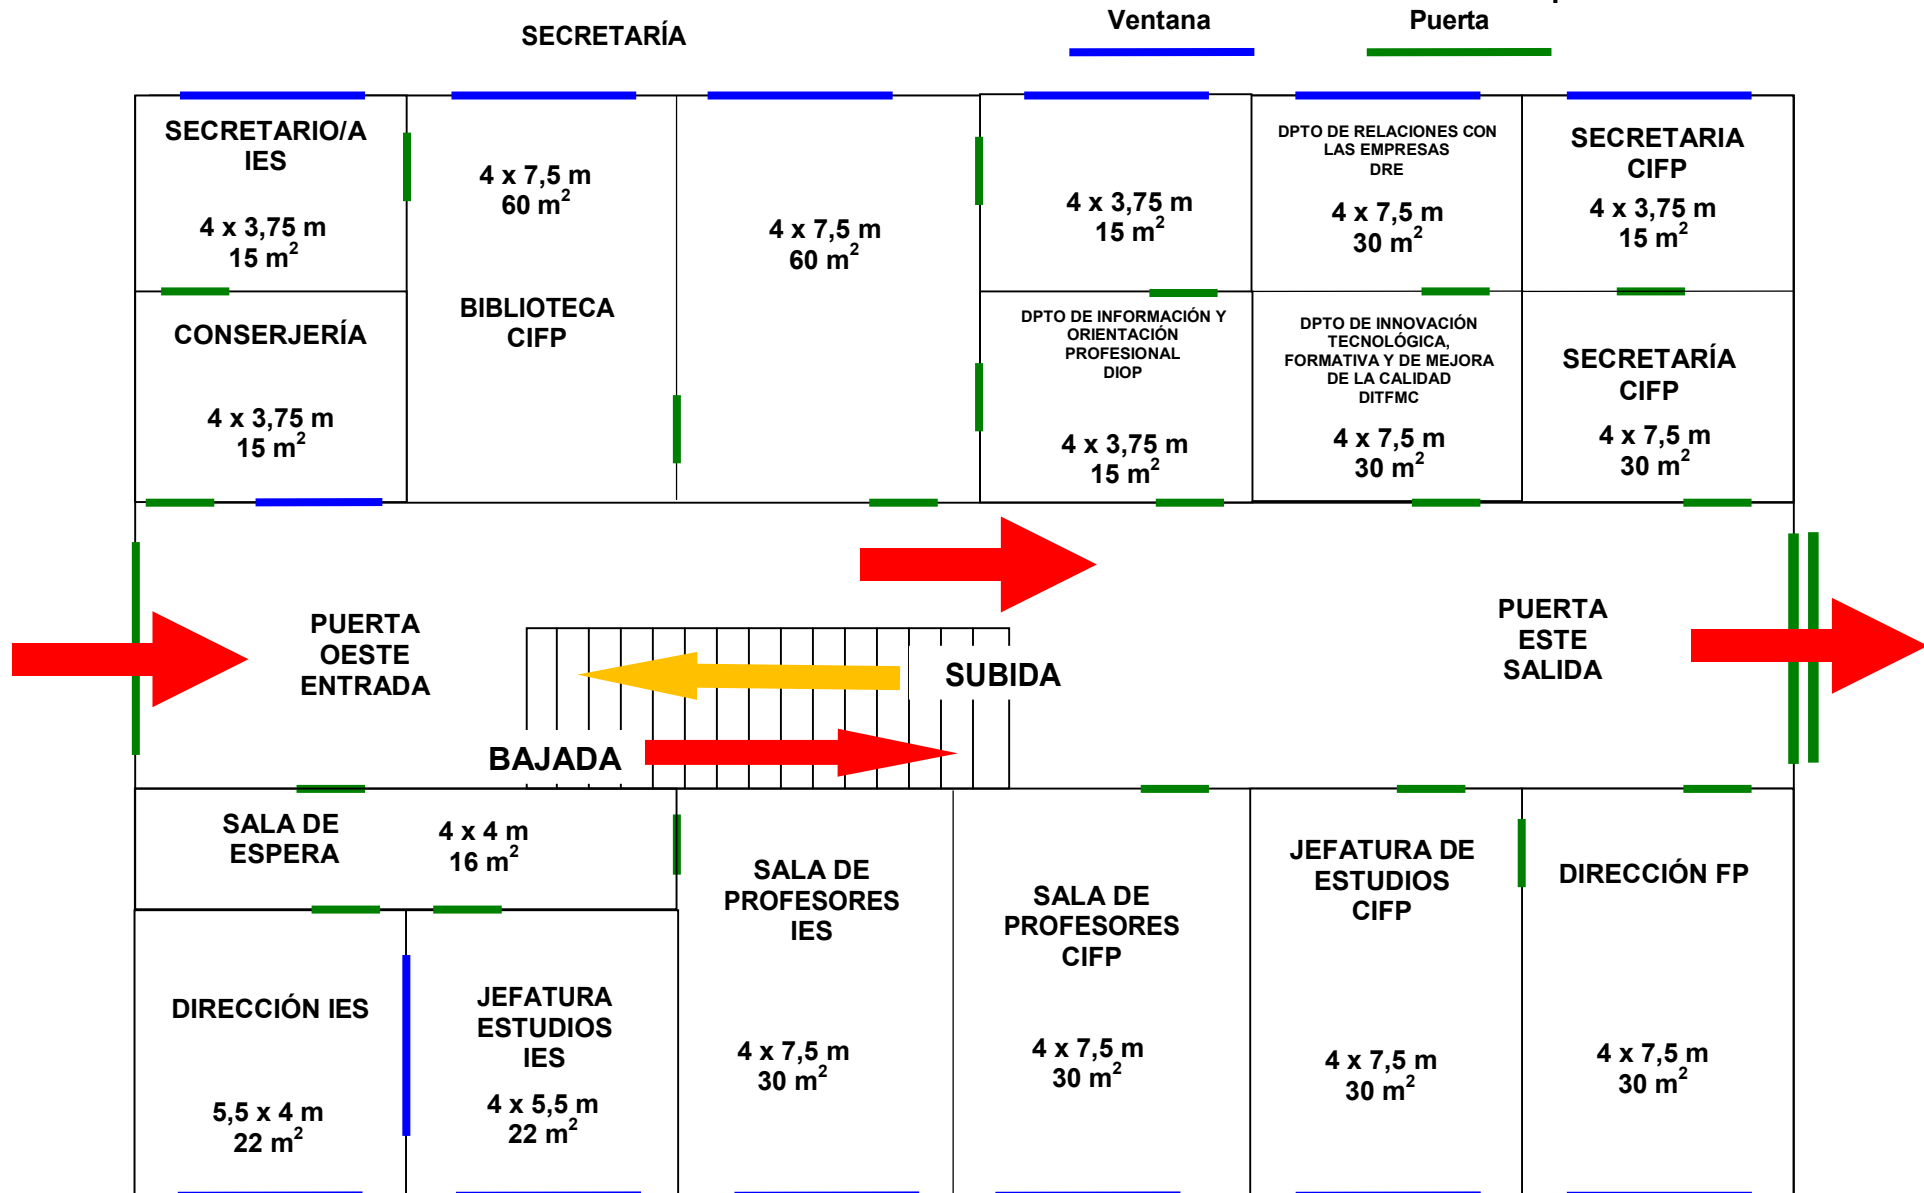 SECRETARÍA
Ventana
Puerta
SECRETARIO/A
IES
4 x 3,75 m
15 m²
4 x 7,5 m
60 m²
BIBLIOTECA
CIFP
4 x 7,5 m
60 m²
4 x 3,75 m
15 m²
DPTO DE RELACIONES CON
LAS EMPRESAS
DRE
4 x 7,5 m
30 m²
SECRETARIA
CIFP
4 x 3,75 m
15 m²
CONSERJERÍA
4 x 3,75 m
15 m²
DPTO DE INFORMACIÓN Y
ORIENTACIÓN
PROFESIONAL
DIOP
4 x 3,75 m
15 m²
DPTO DE INNOVACIÓN
TECNOLÓGICA,
FORMATIVA Y DE MEJORA
DE LA CALIDAD
DITFMC
4 x 7,5 m
30 m²
SECRETARÍA
CIFP
4 x 7,5 m
30 m²
PUERTA
OESTE
ENTRADA
SUBIDA
BAJADA
PUERTA
ESTE
SALIDA
SALA DE
ESPERA
4 x 4 m
16 m²
DIRECCIÓN IES
5,5 x 4 m
22 m²
JEFATURA
ESTUDIOS
IES
4 x 5,5 m
22 m²
SALA DE
PROFESORES
IES
4 x 7,5 m
30 m²
SALA DE
PROFESORES
CIFP
4 x 7,5 m
30 m²
JEFATURA DE
ESTUDIOS
CIFP
4 x 7,5 m
30 m²
DIRECCIÓN FP
4 x 7,5 m
30 m²